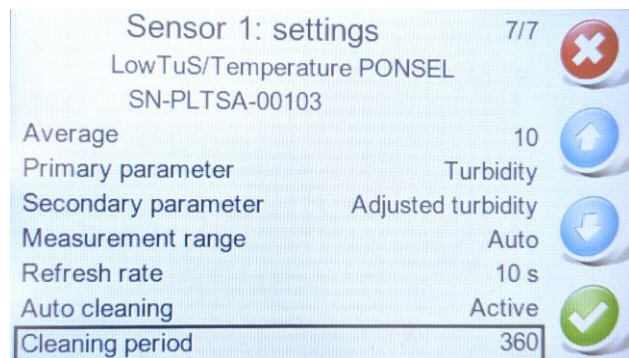 Sensor 1: settings 7/7
LowTuS/Temperature PONSEL
SN-PLTSA-00103
Average 10
Primary parameter Turbidity
Secondary parameter Adjusted turbidity
Measurement range Auto
Refresh rate 10 s
Auto cleaning Active
Cleaning period 360